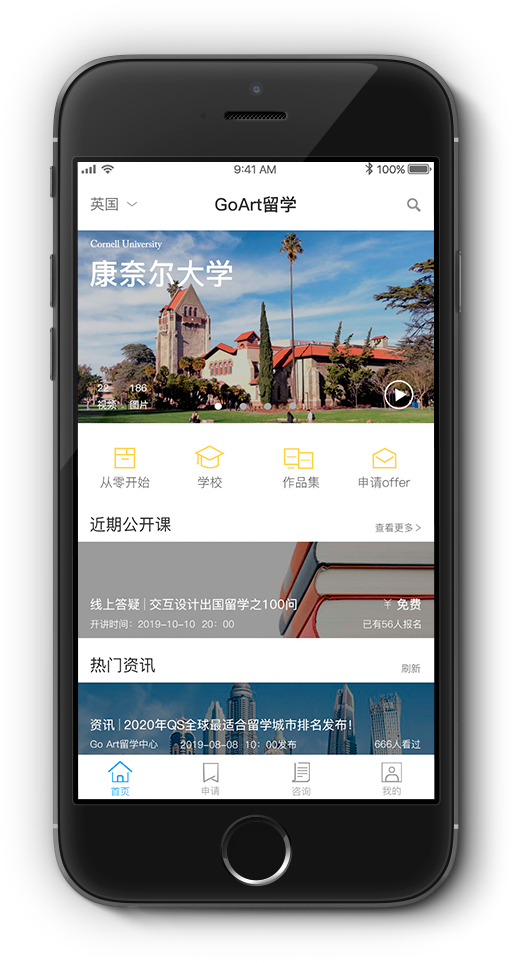 9:41 AM 100%
英国 GoArt留学
Cornell University
康奈尔大学
22 186
视频 图片
从零开始 学校 作品集 申请offer
近期公开课 查看更多>
线上答疑|交互设计出国留学之100问 ¥ 免费
开讲时间：2019-10-10 20：00 已有56人报名
热门资讯 刷新
资讯|2020年QS全球最适合留学城市排名发布！
Go Art留学中心 2019-08-08 10：00发布 666人看过
首页 申请 咨询 我的